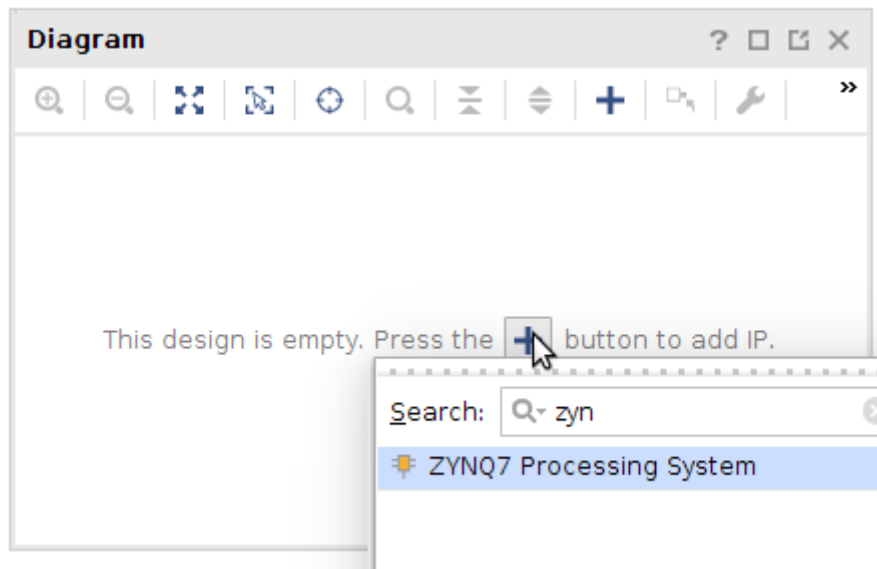 Diagram
This design is empty. Press the button to add IP.
Search: zyn
ZYNQ7 Processing System